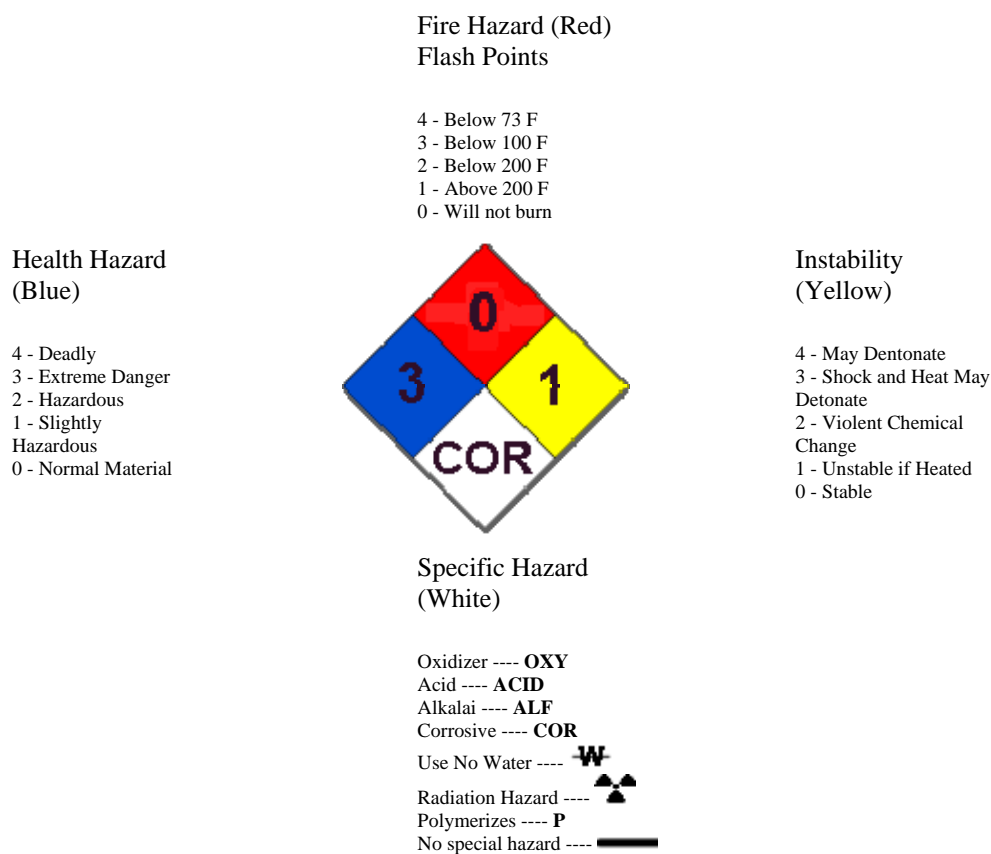 Fire Hazard (Red)
Flash Points
4 - Below 73 F
3 - Below 100 F
2 - Below 200 F
1 - Above 200 F
0 - Will not burn
Health Hazard
(Blue)
4 - Deadly
3 - Extreme Danger
2 - Hazardous
1 - Slightly
Hazardous
0 - Normal Material
0
3
1
COR
Instability
(Yellow)
4 - May Dentonate
3 - Shock and Heat May
Detonate
2 - Violent Chemical
Change
1 - Unstable if Heated
0 - Stable
Specific Hazard
(White)
Oxidizer ---- OXY
Acid ---- ACID
Alkalai ---- ALF
Corrosive ---- COR
Use No Water ---- W
Radiation Hazard ----
Polymerizes ---- P
No special hazard ----